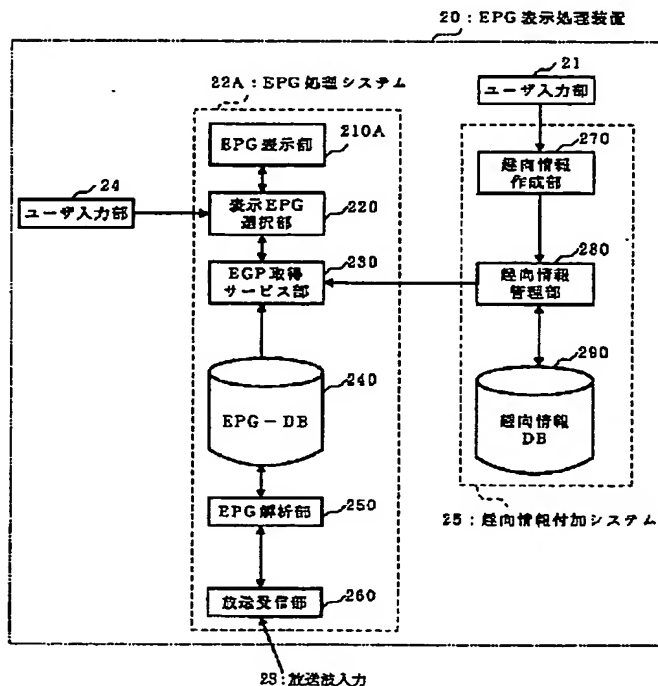 20：EPG表示処理装置
22A：EPG処理システム
21
ユーザ入力部
EPG表示部
210A
270
傾向情報
作成部
24
ユーザ入力部
表示EPG
選択部
220
EGP取得
サービス部
230
280
傾向情報
管理部
240
EPG－DB
290
傾向情報
DB
EPG解析部
250
25：傾向情報付加システム
放送受信部
260
23：放送波入力